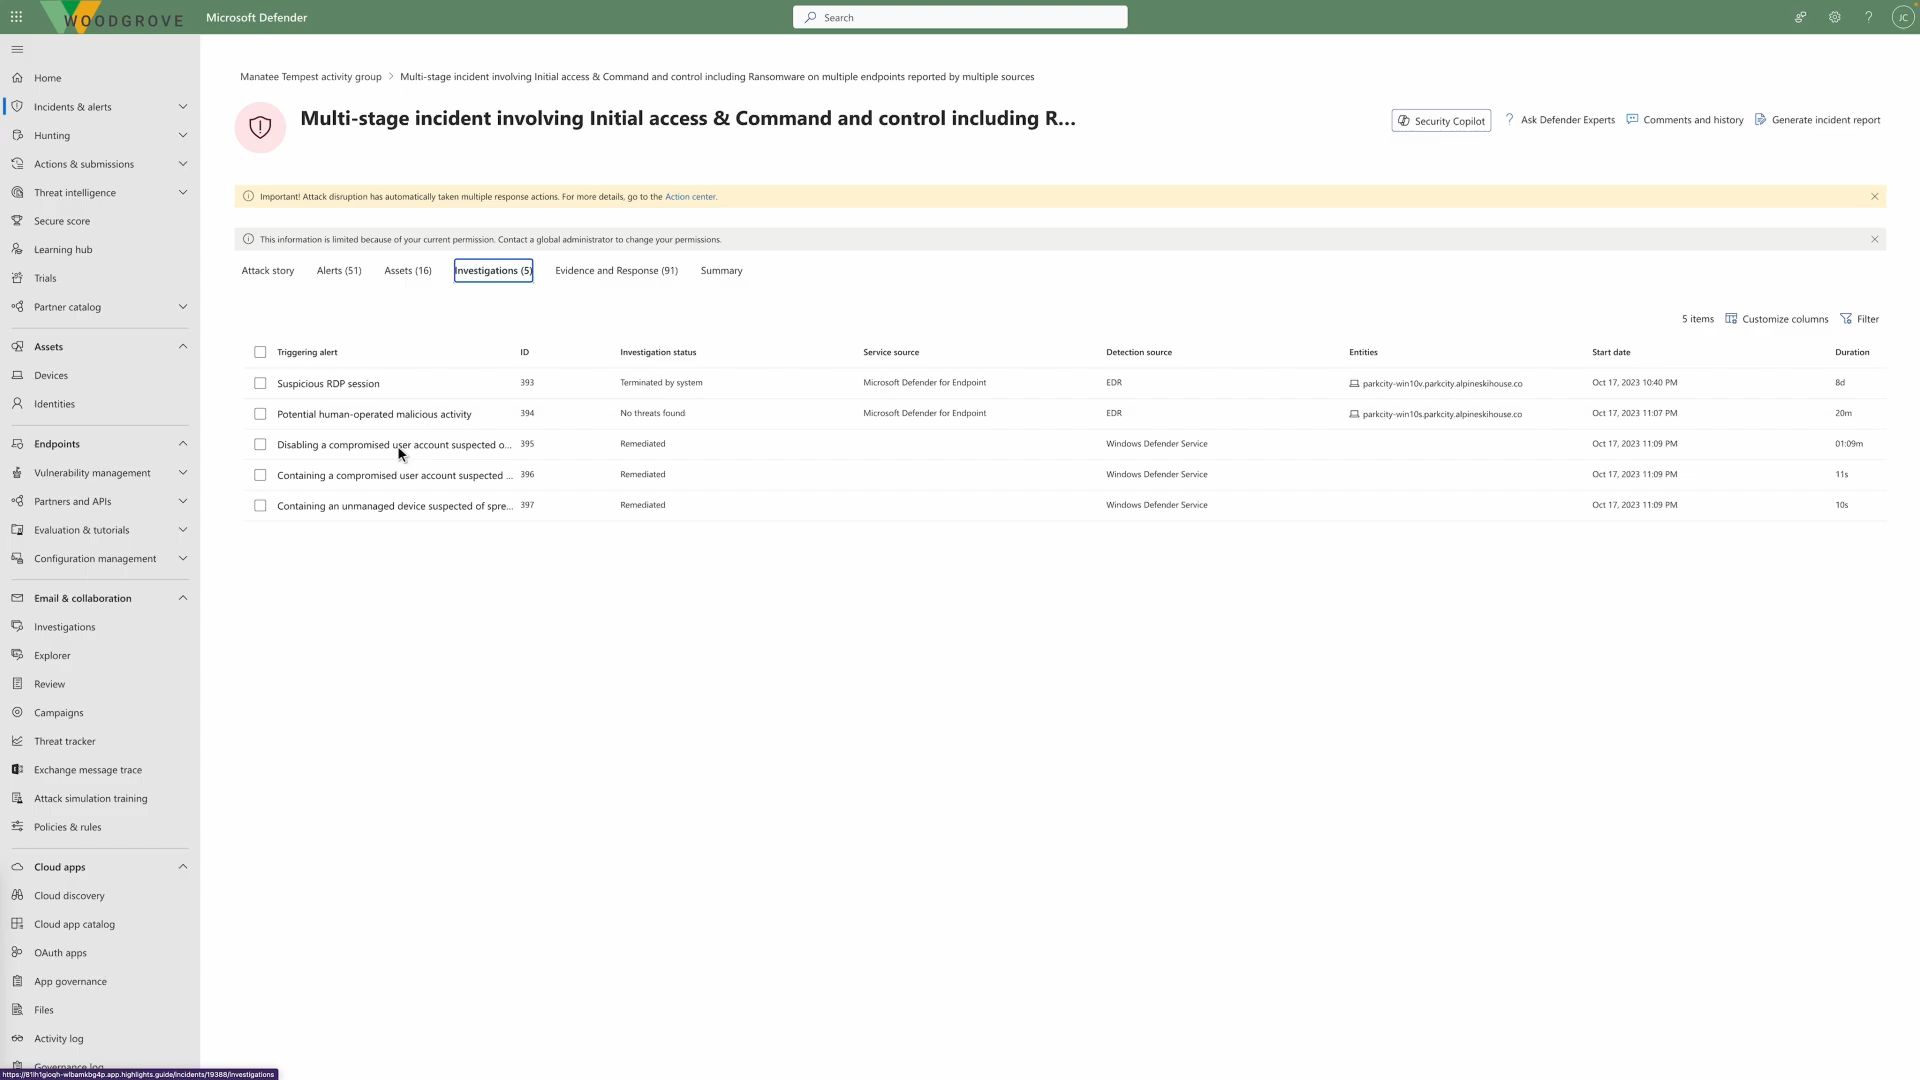 WOODGROVE
Microsoft Defender
Search
JC
Home
Incidents & alerts
Hunting
Actions & submissions
Threat intelligence
Secure score
Learning hub
Trials
Partner catalog
Assets
Devices
Identities
Endpoints
Vulnerability management
Partners and APIs
Evaluation & tutorials
Configuration management
Email & collaboration
Investigations
Explorer
Review
Campaigns
Threat tracker
Exchange message trace
Attack simulation training
Policies & rules
Cloud apps
Cloud discovery
Cloud app catalog
OAuth apps
App governance
Files
Activity log
Governance log
Manatee Tempest activity group > Multi-stage incident involving Initial access & Command and control including Ransomware on multiple endpoints reported by multiple sources
Multi-stage incident involving Initial access & Command and control including R...
Security Copilot
Ask Defender Experts
Comments and history
Generate incident report
Important! Attack disruption has automatically taken multiple response actions. For more details, go to the Action center.
This information is limited because of your current permission. Contact a global administrator to change your permissions.
Attack story Alerts (51) Assets (16) Investigations (5) Evidence and Response (91) Summary
5 items Customize columns Filter
Triggering alert ID Investigation status Service source Detection source Entities Start date Duration
Suspicious RDP session 393 Terminated by system Microsoft Defender for Endpoint EDR parkcity-win10v.parkcity.alpineskihouse.co Oct 17, 2023 10:40 PM 8d
Potential human-operated malicious activity 394 No threats found Microsoft Defender for Endpoint EDR parkcity-win10s.parkcity.alpineskihouse.co Oct 17, 2023 11:07 PM 20m
Disabling a compromised user account suspected o... 395 Remediated Windows Defender Service Oct 17, 2023 11:09 PM 01:09m
Containing a compromised user account suspected ... 396 Remediated Windows Defender Service Oct 17, 2023 11:09 PM 11s
Containing an unmanaged device suspected of spre... 397 Remediated Windows Defender Service Oct 17, 2023 11:09 PM 10s